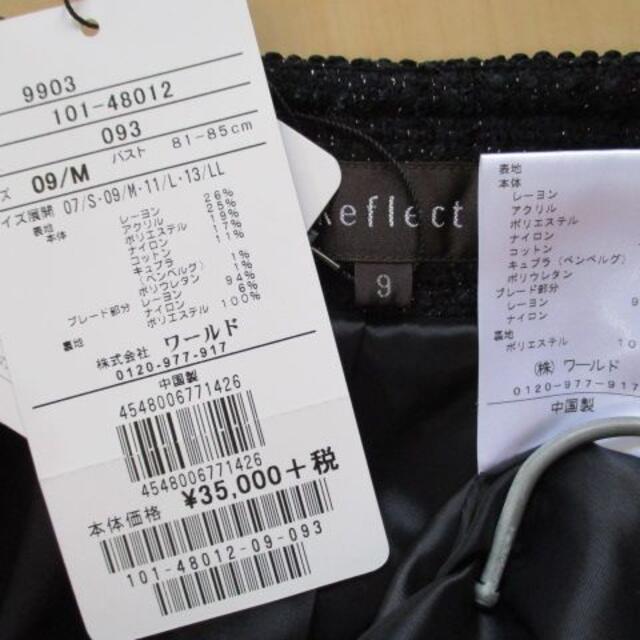 9903
101-48012
093
ズ 09/M バスト 81-85cm
イズ展開 07/S・09/M・11/L・13/LL
表地
本体 レーヨン 26%
アクリル
ポリエステル
ナイロン 11%
コットン
キュプラ(ベンベルグ) 1%
ポリウレタン 1%
ブレード部分 レーヨン 94%
ナイロン 6%
裏地 ポリエステル 100%
株式会社 ワールド
0120-977-917
中国製
4548006771426
4548006771426
本体価格 ¥35,000+税
101-48012-09-093
eflect
9
表地
本体
レーヨン
アクリル
ポリエステル
ナイロン
コットン
キュプラ(ベンベルグ)
ポリウレタン
ブレード部分
レーヨン 9
ナイロン
裏地
ポリエステル 10
(株) ワールド
0120-977-917
中国製